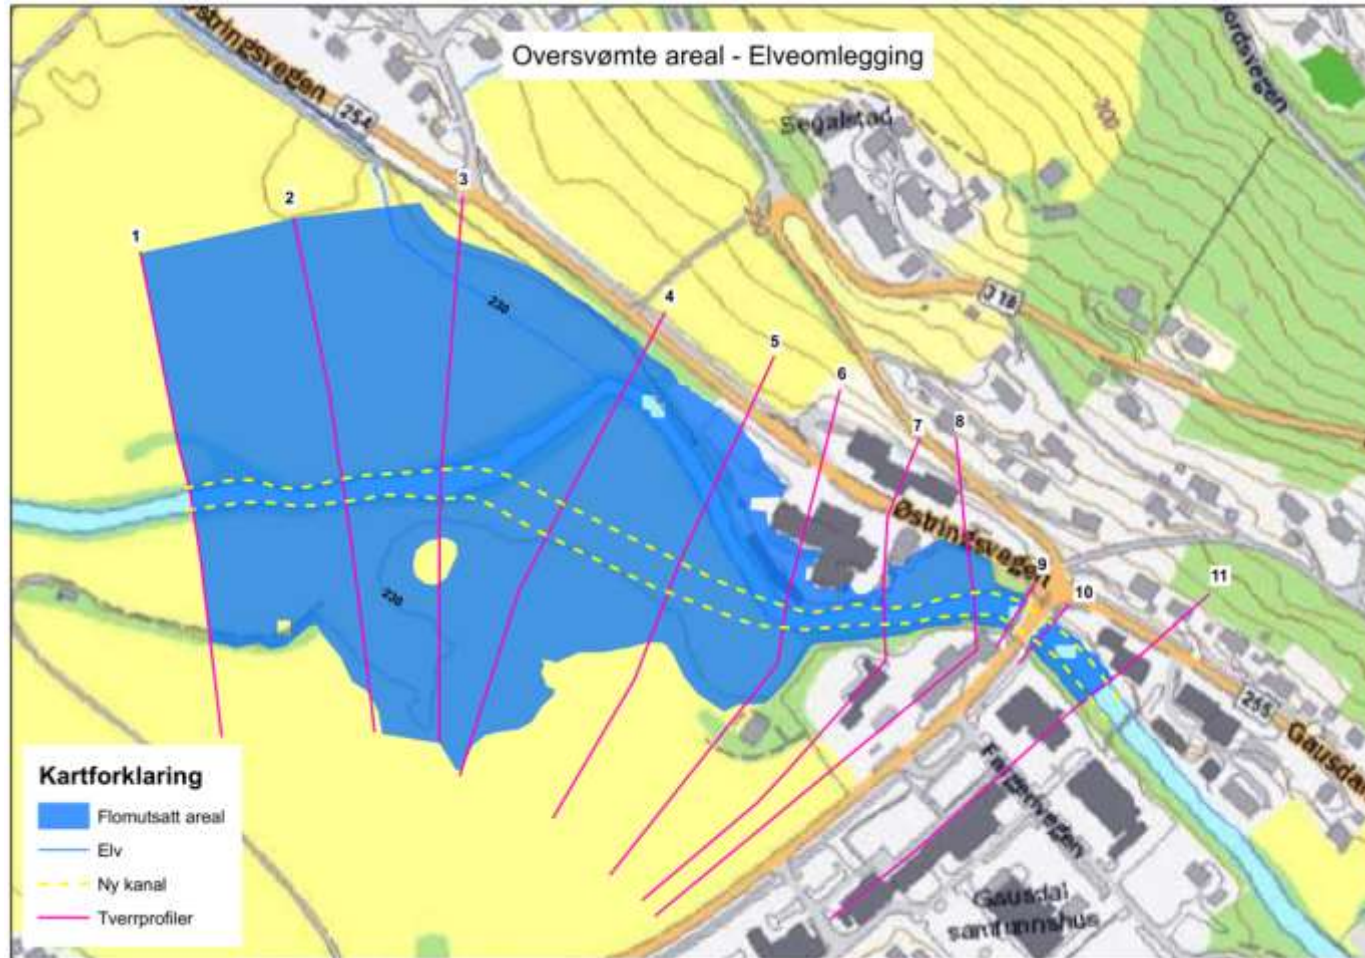 Oversvømte areal - Elveomlegging
Østringsvegen
254
Segalstad
300
3
2
1
230
4
318
5
6
7
8
Østringsvegen
9
11
10
230
255
Gausdal
Fargenvegen
Gausdal
samfunnshus
Kartforklaring
Flomutsatt areal
Elv
Ny kanal
Tverrprofiler